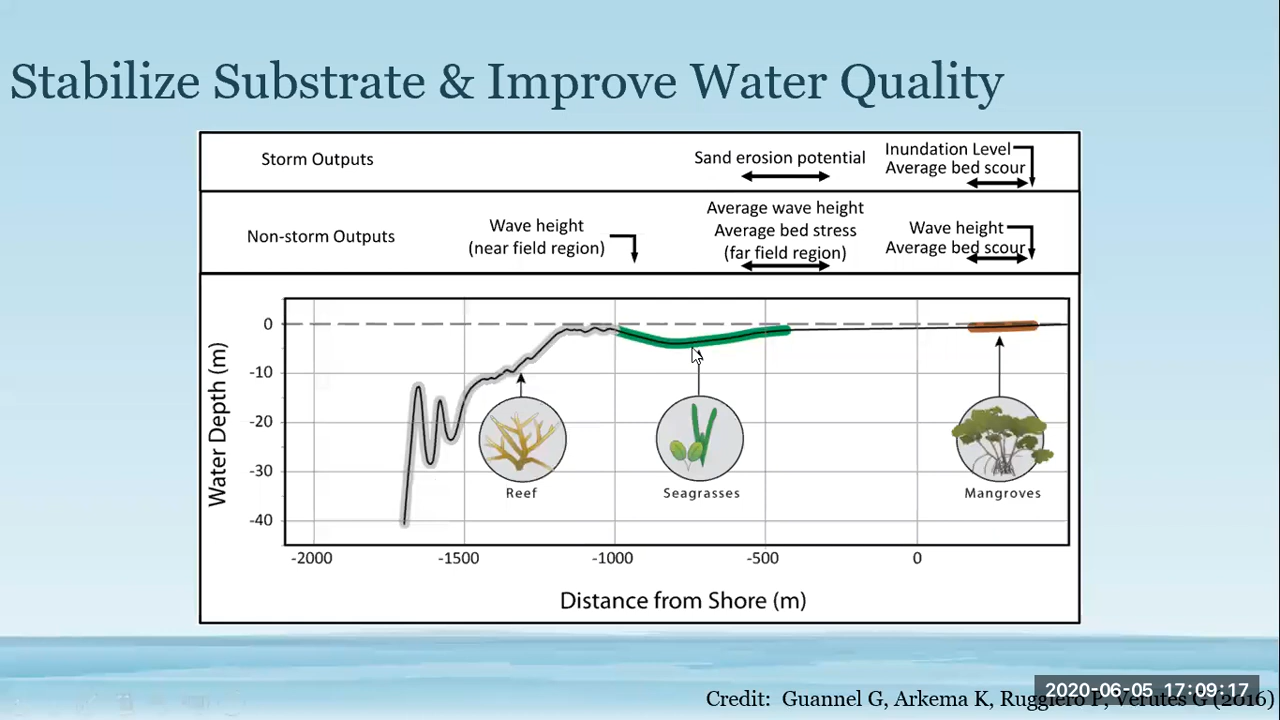 Stabilize Substrate & Improve Water Quality
Storm Outputs
Sand erosion potential
Inundation Level
Average bed scour
Non-storm Outputs
Wave height
(near field region)
Average wave height
Average bed stress
(far field region)
Wave height
Average bed scour
Water Depth (m)
0
-10
-20
-30
-40
Reef
Seagrasses
Mangroves
-2000
-1500
-1000
-500
0
Distance from Shore (m)
2020-06-05 17:09:17
Credit: Guannel G, Arkema K, Ruggiero P, Verutes G (2016)